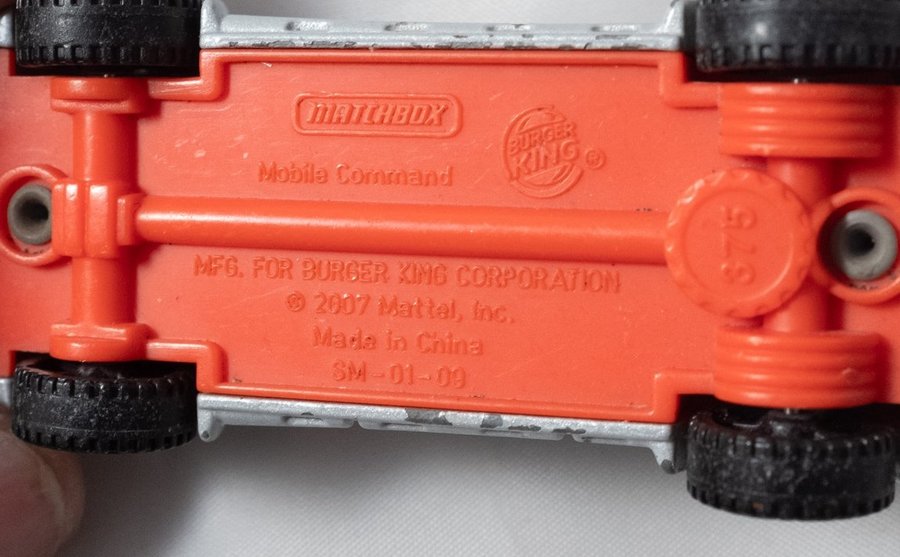 MATCHBOX
BURGER
KING®
Mobile Command
375
MFG. FOR BURGER KING CORPORATION
© 2007 Mattel, Inc.
Made in China
SM-01-09